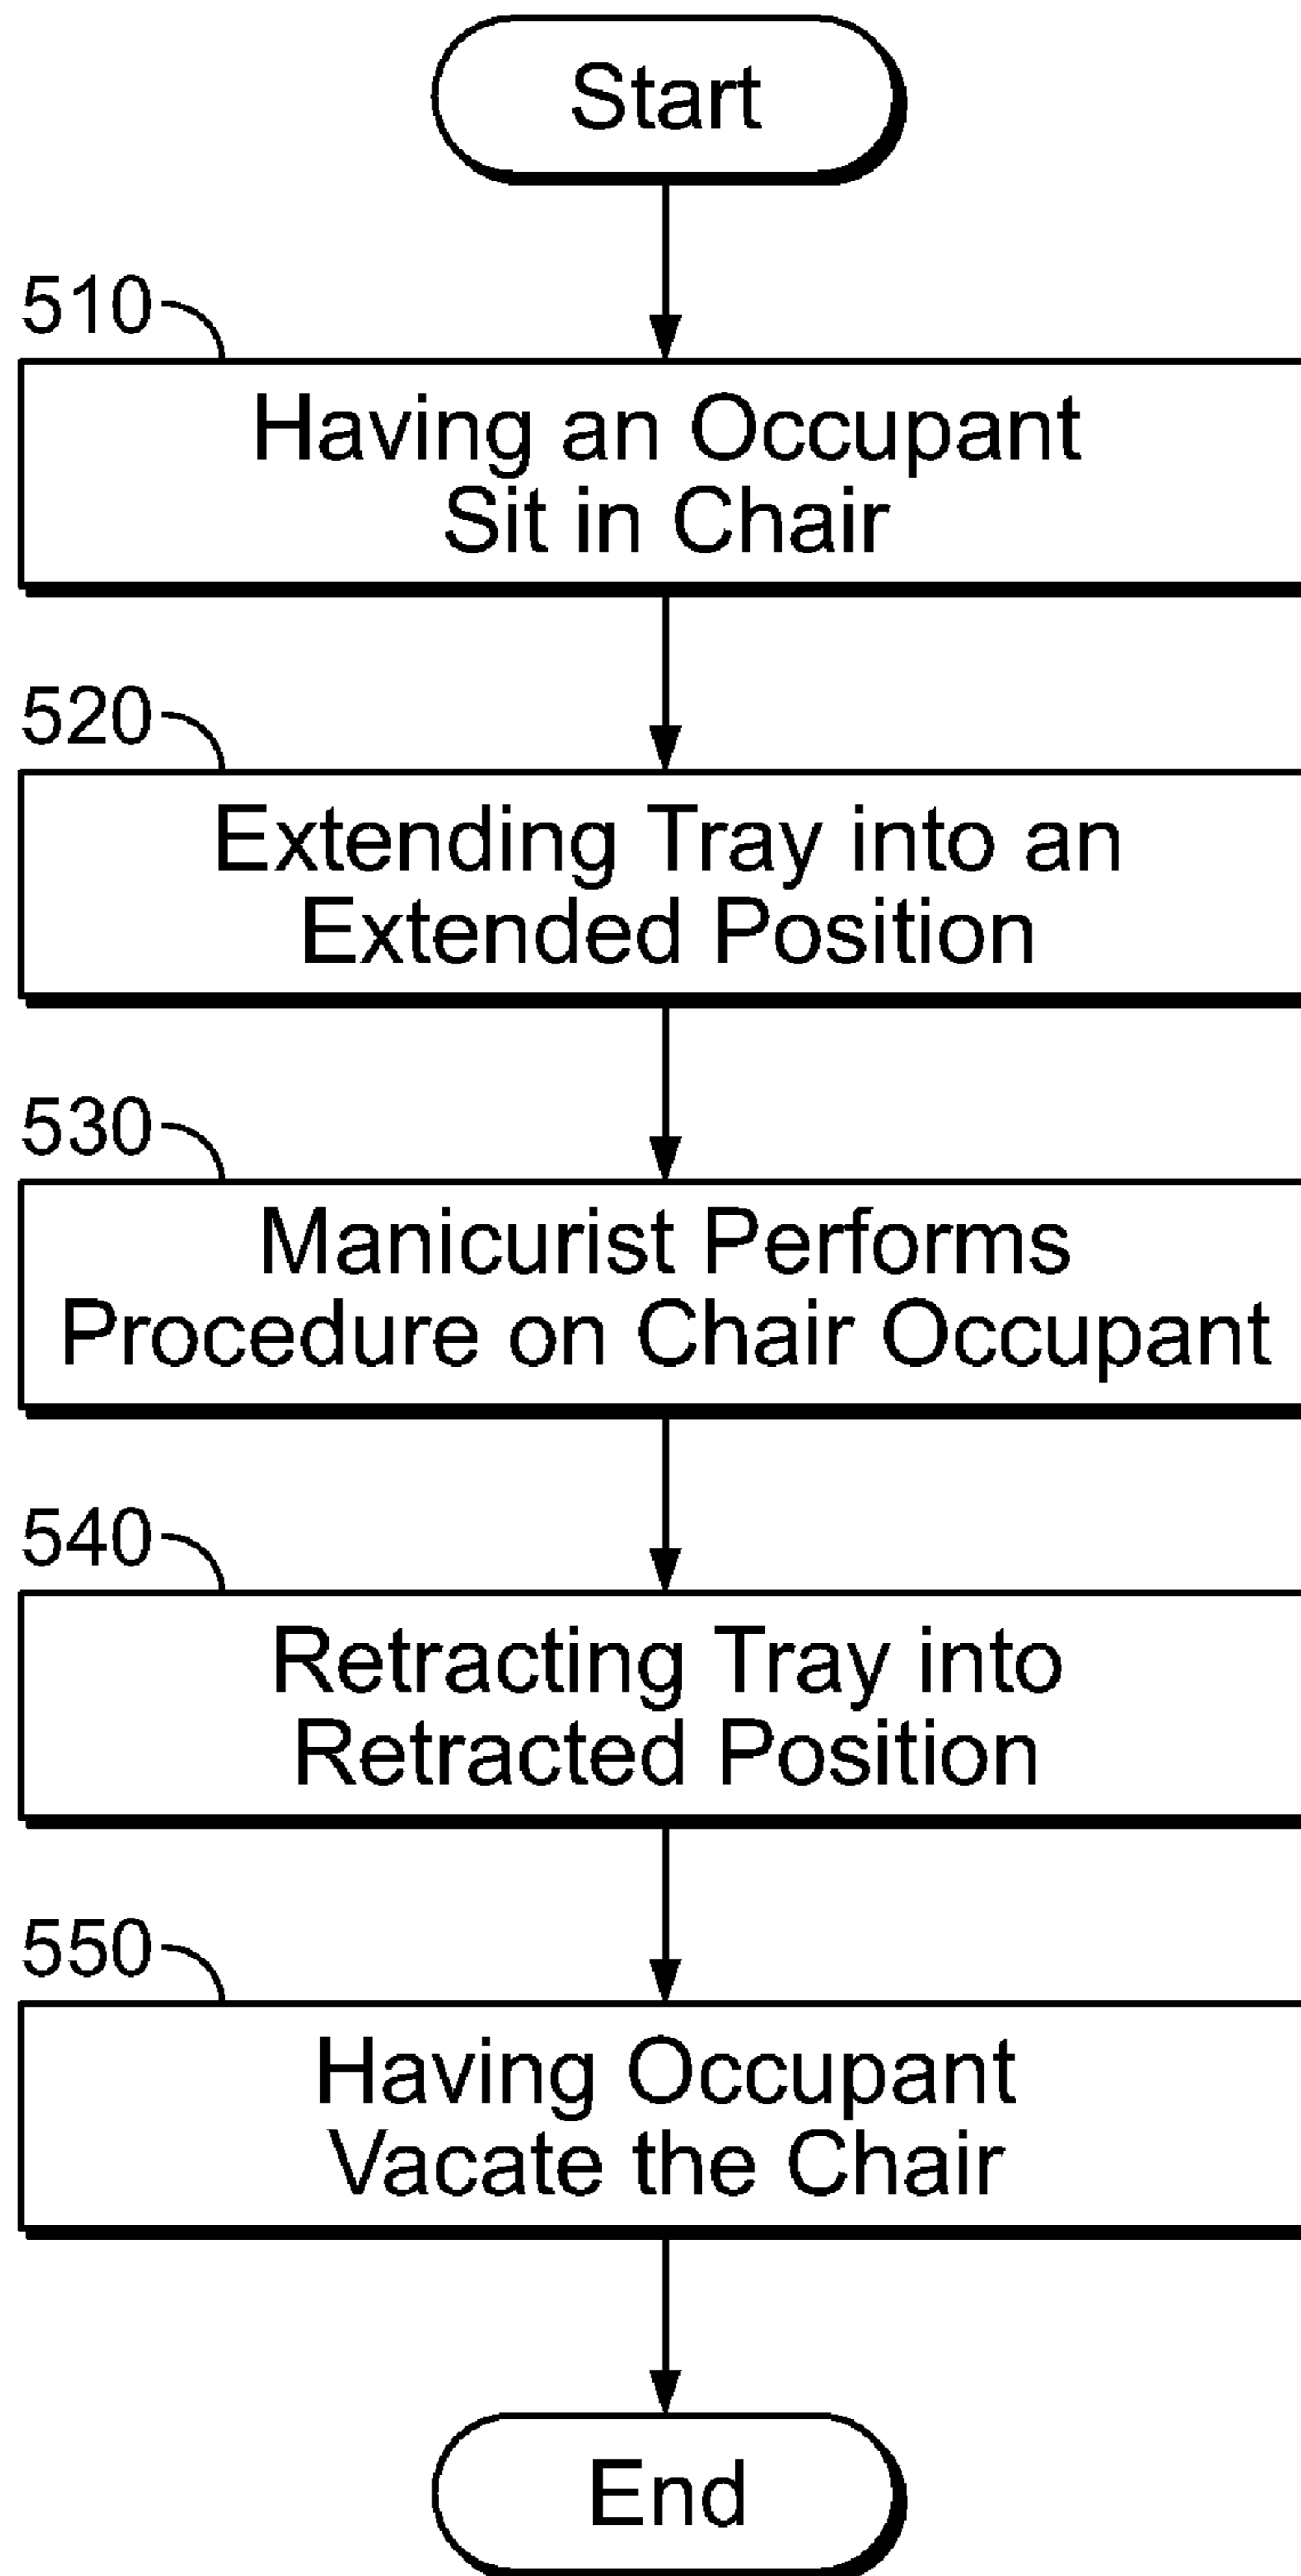 Start
510
Having an Occupant
Sit in Chair
520
Extending Tray into an
Extended Position
530
Manicurist Performs
Procedure on Chair Occupant
540
Retracting Tray into
Retracted Position
550
Having Occupant
Vacate the Chair
End